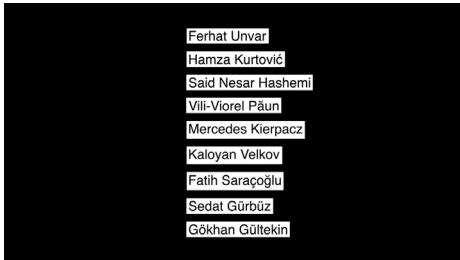 Ferhat Unvar
Hamza Kurtović
Said Nesar Hashemi
Vili-Viorel Păun
Mercedes Kierpacz
Kaloyan Velkov
Fatih Saraçoğlu
Sedat Gürbüz
Gökhan Gültekin